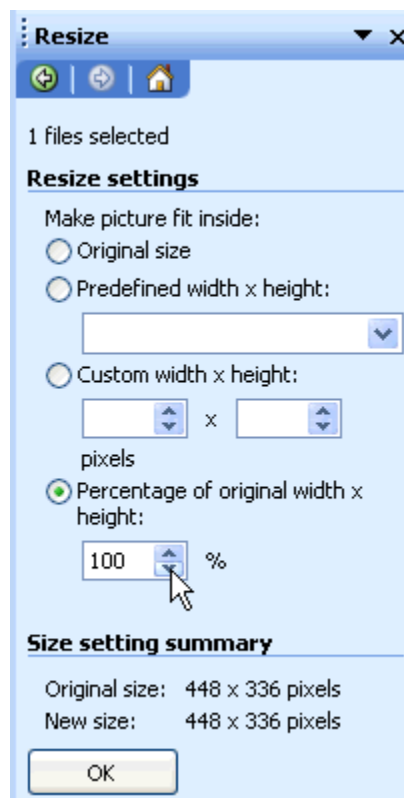 Resize
1 files selected
Resize settings
Make picture fit inside:
Original size
Predefined width x height:
Custom width x height:
x
pixels
Percentage of original width x
height:
100 %
Size setting summary
Original size: 448 x 336 pixels
New size: 448 x 336 pixels
OK